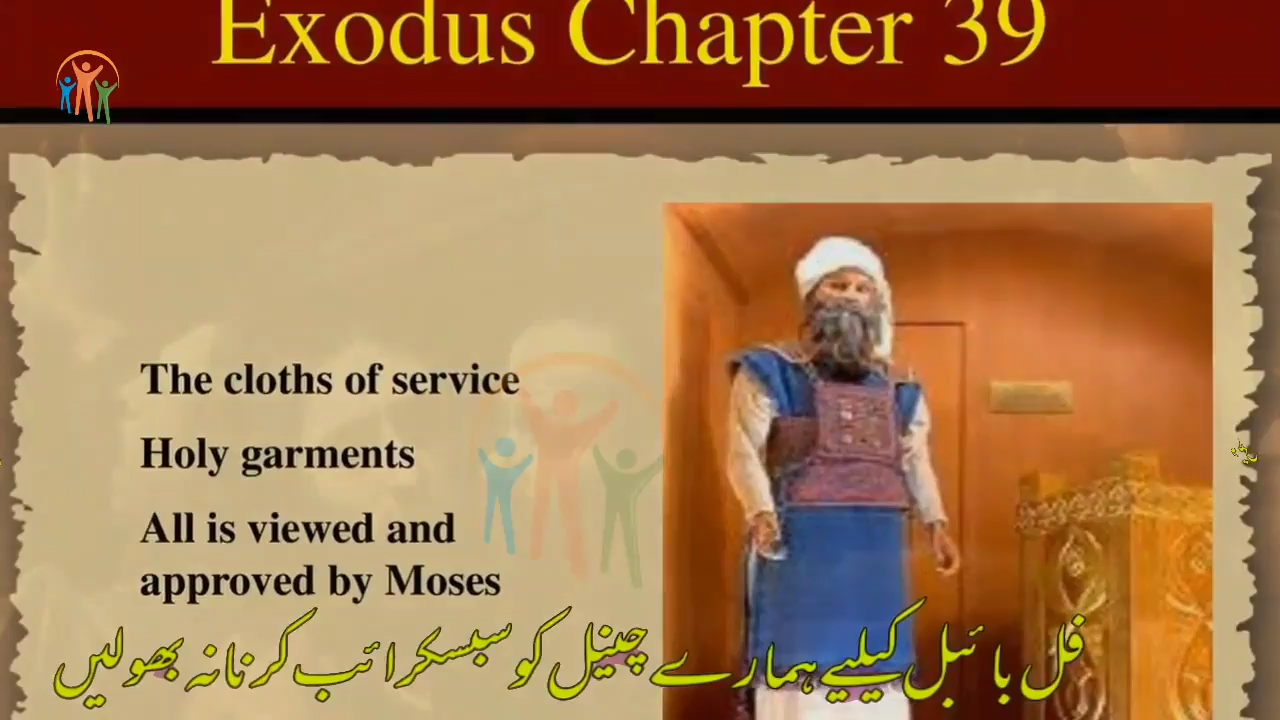 Exodus Chapter 39
The cloths of service
Holy garments
All is viewed and
approved by Moses
فل بائبل کیلیے ہمارے چینل کو سبسکرائب کرنا نہ بھولیں